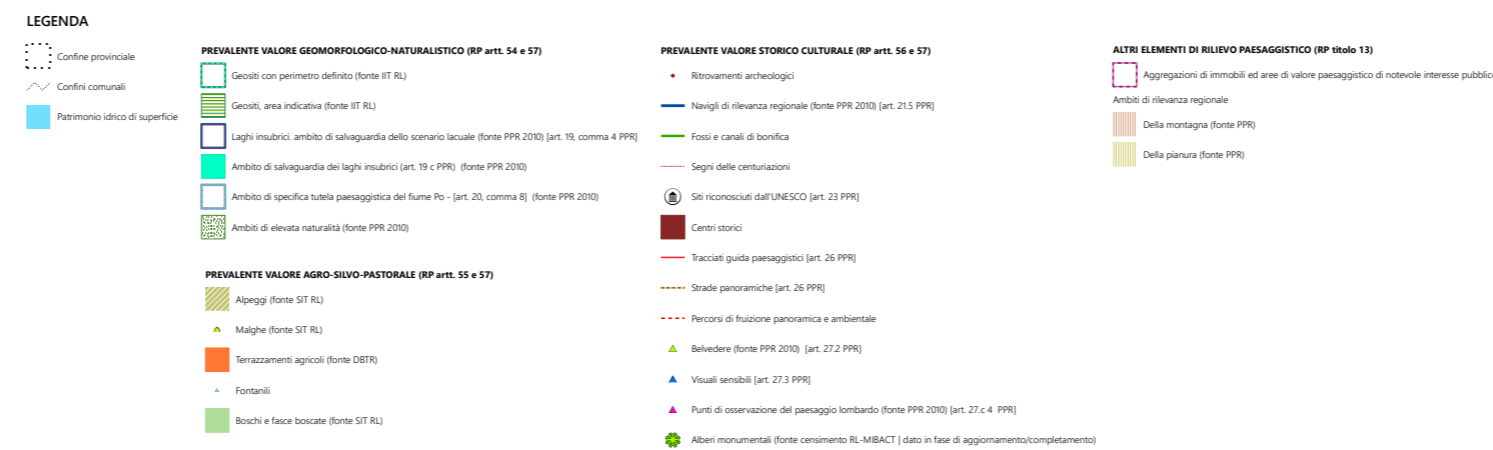 LEGENDA
Confine provinciale
Confini comunali
Patrimonio idrico di superficie
PREVALENTE VALORE GEOMORFOLOGICO-NATURALISTICO (RP artt. 54 e 57)
Geositi con perimetro definito (fonte IIT RL)
Geositi, area indicativa (fonte IIT RL)
Laghi insubrici. ambito di salvaguardia dello scenario lacuale (fonte PPR 2010) [art. 19, comma 4 PPR]
Ambito di salvaguardia dei laghi insubrici (art. 19 c PPR) (fonte PPR 2010)
Ambito di specifica tutela paesaggistica del fiume Po - [art. 20, comma 8] (fonte PPR 2010)
Ambiti di elevata naturalità (fonte PPR 2010)
PREVALENTE VALORE AGRO-SILVO-PASTORALE (RP artt. 55 e 57)
Alpeggi (fonte SIT RL)
Malghe (fonte SIT RL)
Terrazzamenti agricoli (fonte DBTR)
Fontanili
Boschi e fasce boscate (fonte SIT RL)
PREVALENTE VALORE STORICO CULTURALE (RP artt. 56 e 57)
Ritrovamenti archeologici
Navigli di rilevanza regionale (fonte PPR 2010) [art. 21.5 PPR]
Fossi e canali di bonifica
Segni delle centuriazioni
Siti riconosciuti dall'UNESCO [art. 23 PPR]
Centri storici
Tracciati guida paesaggistici [art. 26 PPR]
Strade panoramiche [art. 26 PPR]
Percorsi di fruizione panoramica e ambientale
Belvedere (fonte PPR 2010) [art. 27.2 PPR]
Visuali sensibili [art. 27.3 PPR]
Punti di osservazione del paesaggio lombardo (fonte PPR 2010) [art. 27.c 4 PPR]
Alberi monumentali (fonte censimento RL-MIBACT | dato in fase di aggiornamento/completamento)
ALTRI ELEMENTI DI RILIEVO PAESAGGISTICO (RP titolo 13)
Aggregazioni di immobili ed aree di valore paesaggistico di notevole interesse pubblico
Ambiti di rilevanza regionale
Della montagna (fonte PPR)
Della pianura (fonte PPR)